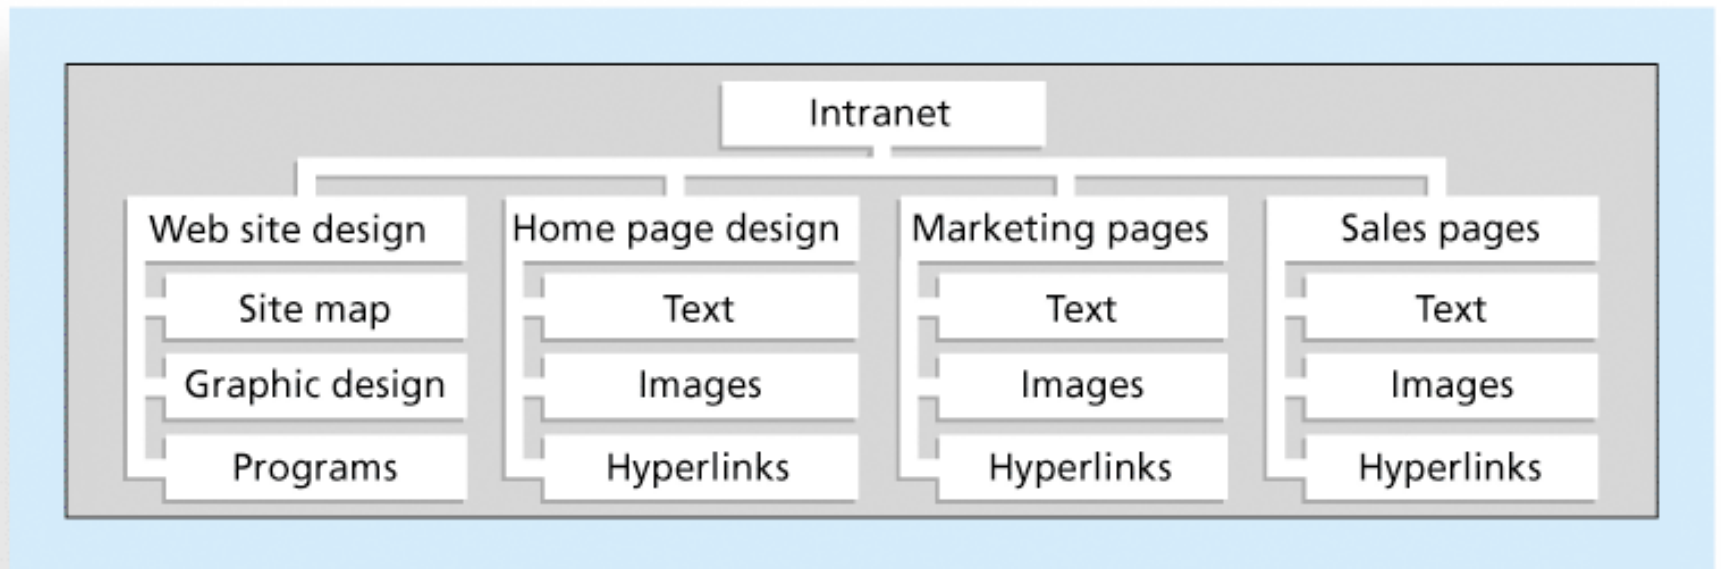 Intranet
Web site design
Home page design
Marketing pages
Sales pages
Site map
Text
Text
Text
Graphic design
Images
Images
Images
Programs
Hyperlinks
Hyperlinks
Hyperlinks